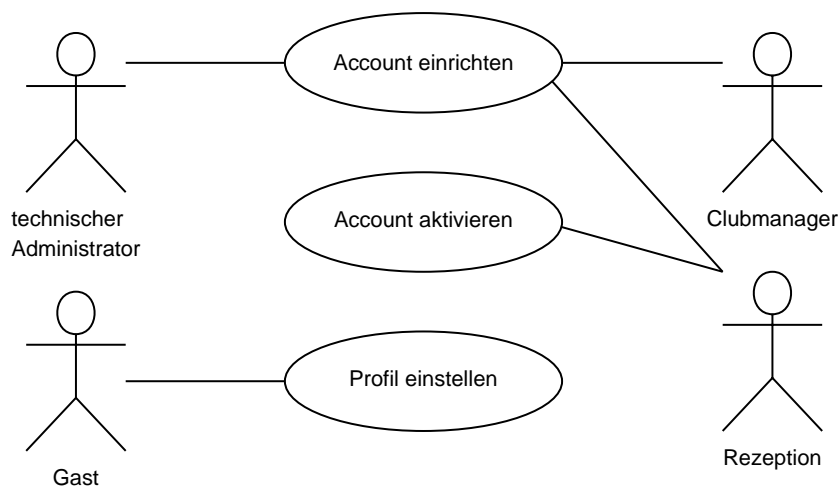 Account einrichten
technischer
Administrator
Clubmanager
Account aktivieren
Profil einstellen
Gast
Rezeption